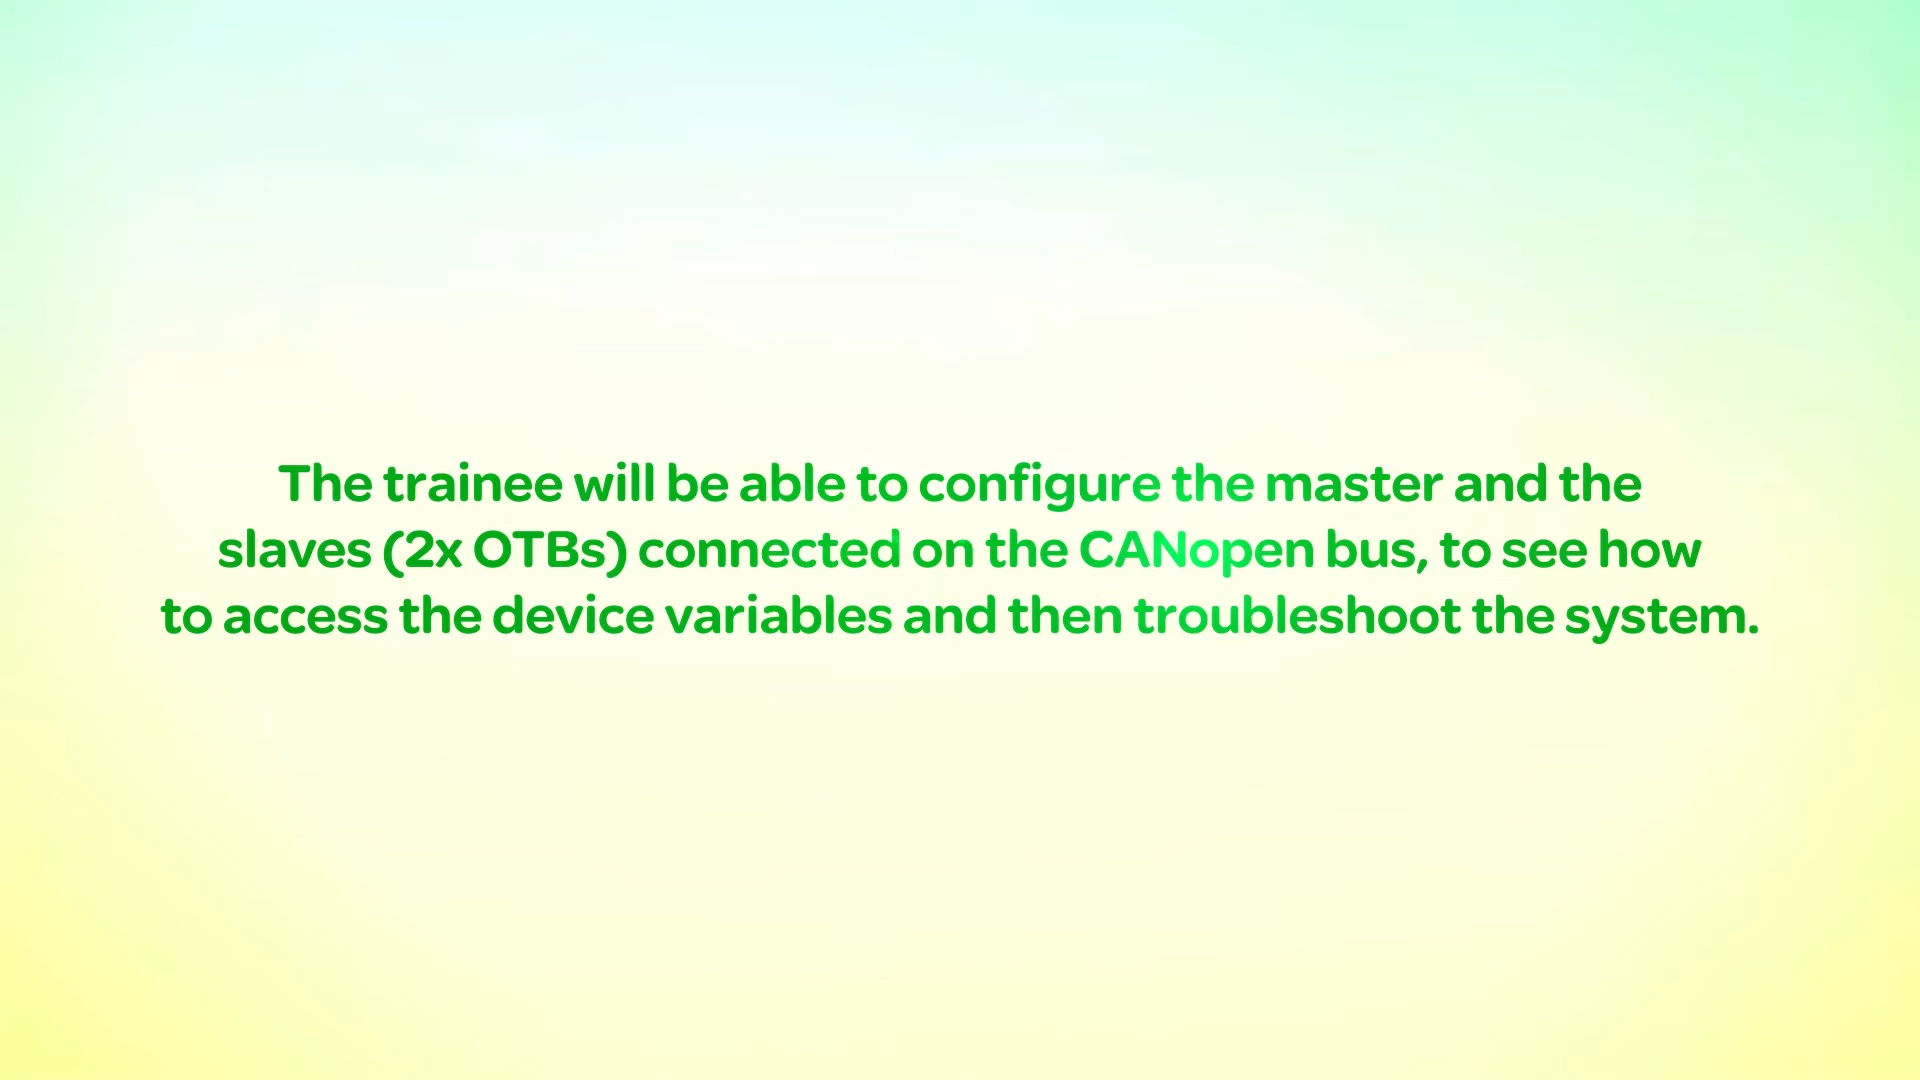 The trainee will be able to configure the master and the
slaves (2x OTBs) connected on the CANopen bus, to see how
to access the device variables and then troubleshoot the system.